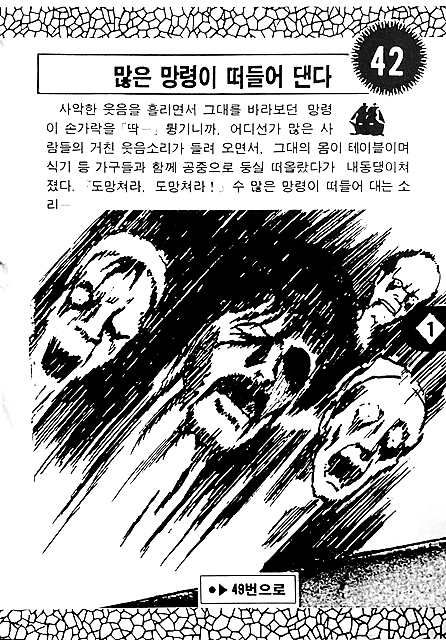 42
많은 망령이 떠들어 댄다
사악한 웃음을 흘리면서 그대를 바라보던 망령
이 손가락을 「딱―」 튕기니까, 어디선가 많은 사
람들의 거친 웃음소리가 들려 오면서, 그대의 몸이 테이블이며
식기 등 가구들과 함께 공중으로 둥실 떠올랐다가 내동댕이쳐
졌다. 『도망쳐라, 도망쳐라!』 수 많은 망령이 떠들어 대는 소
리―
1
●▶ 49번으로